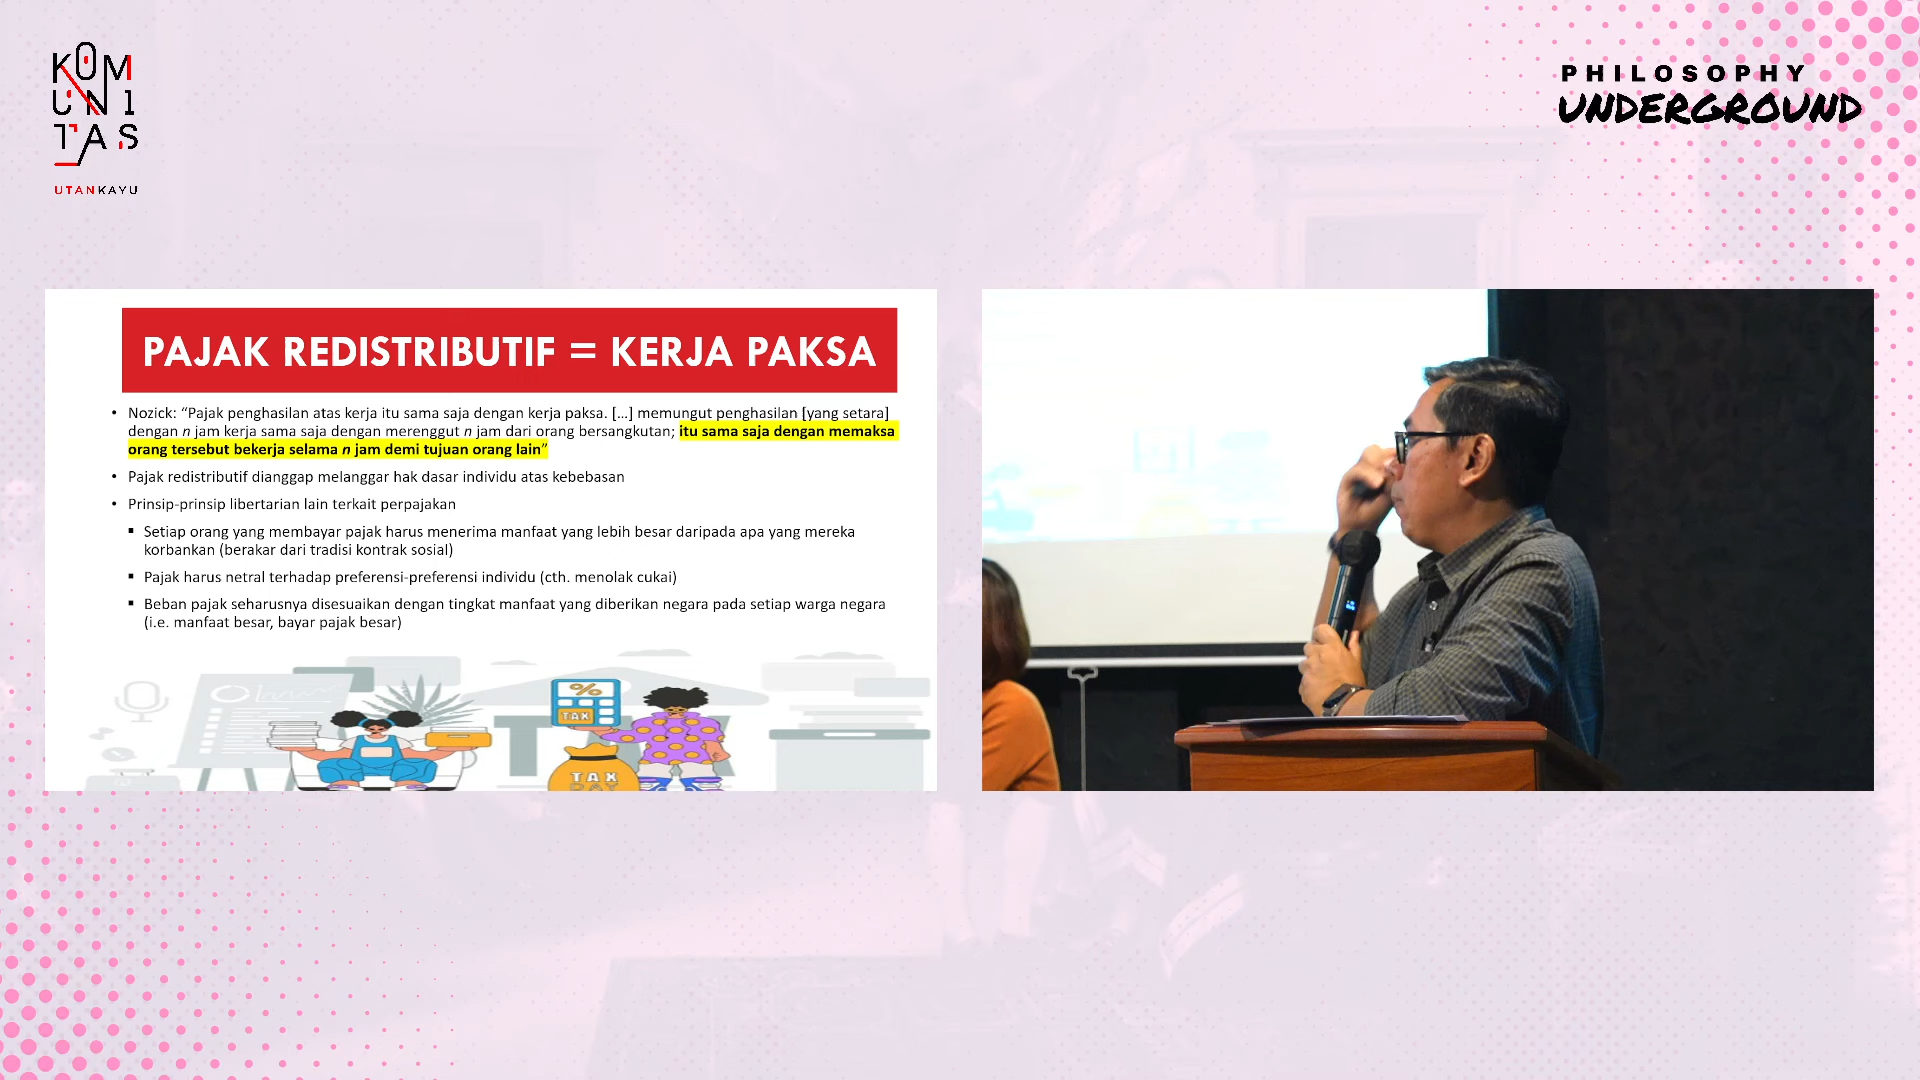 KOM
UNI
TAS
UTANKAYU
PHILOSOPHY
UNDERGROUND
PAJAK REDISTRIBUTIF = KERJA PAKSA
• Nozick: “Pajak penghasilan atas kerja itu sama saja dengan kerja paksa. […] memungut penghasilan [yang setara]
dengan n jam kerja sama saja dengan merenggut n jam dari orang bersangkutan; itu sama saja dengan memaksa
orang tersebut bekerja selama n jam demi tujuan orang lain”
• Pajak redistributif dianggap melanggar hak dasar individu atas kebebasan
• Prinsip-prinsip libertarian lain terkait perpajakan
▪ Setiap orang yang membayar pajak harus menerima manfaat yang lebih besar daripada apa yang mereka
korbankan (berakar dari tradisi kontrak sosial)
▪ Pajak harus netral terhadap preferensi-preferensi individu (cth. menolak cukai)
▪ Beban pajak seharusnya disesuaikan dengan tingkat manfaat yang diberikan negara pada setiap warga negara
(i.e. manfaat besar, bayar pajak besar)
%
TAX
TAX